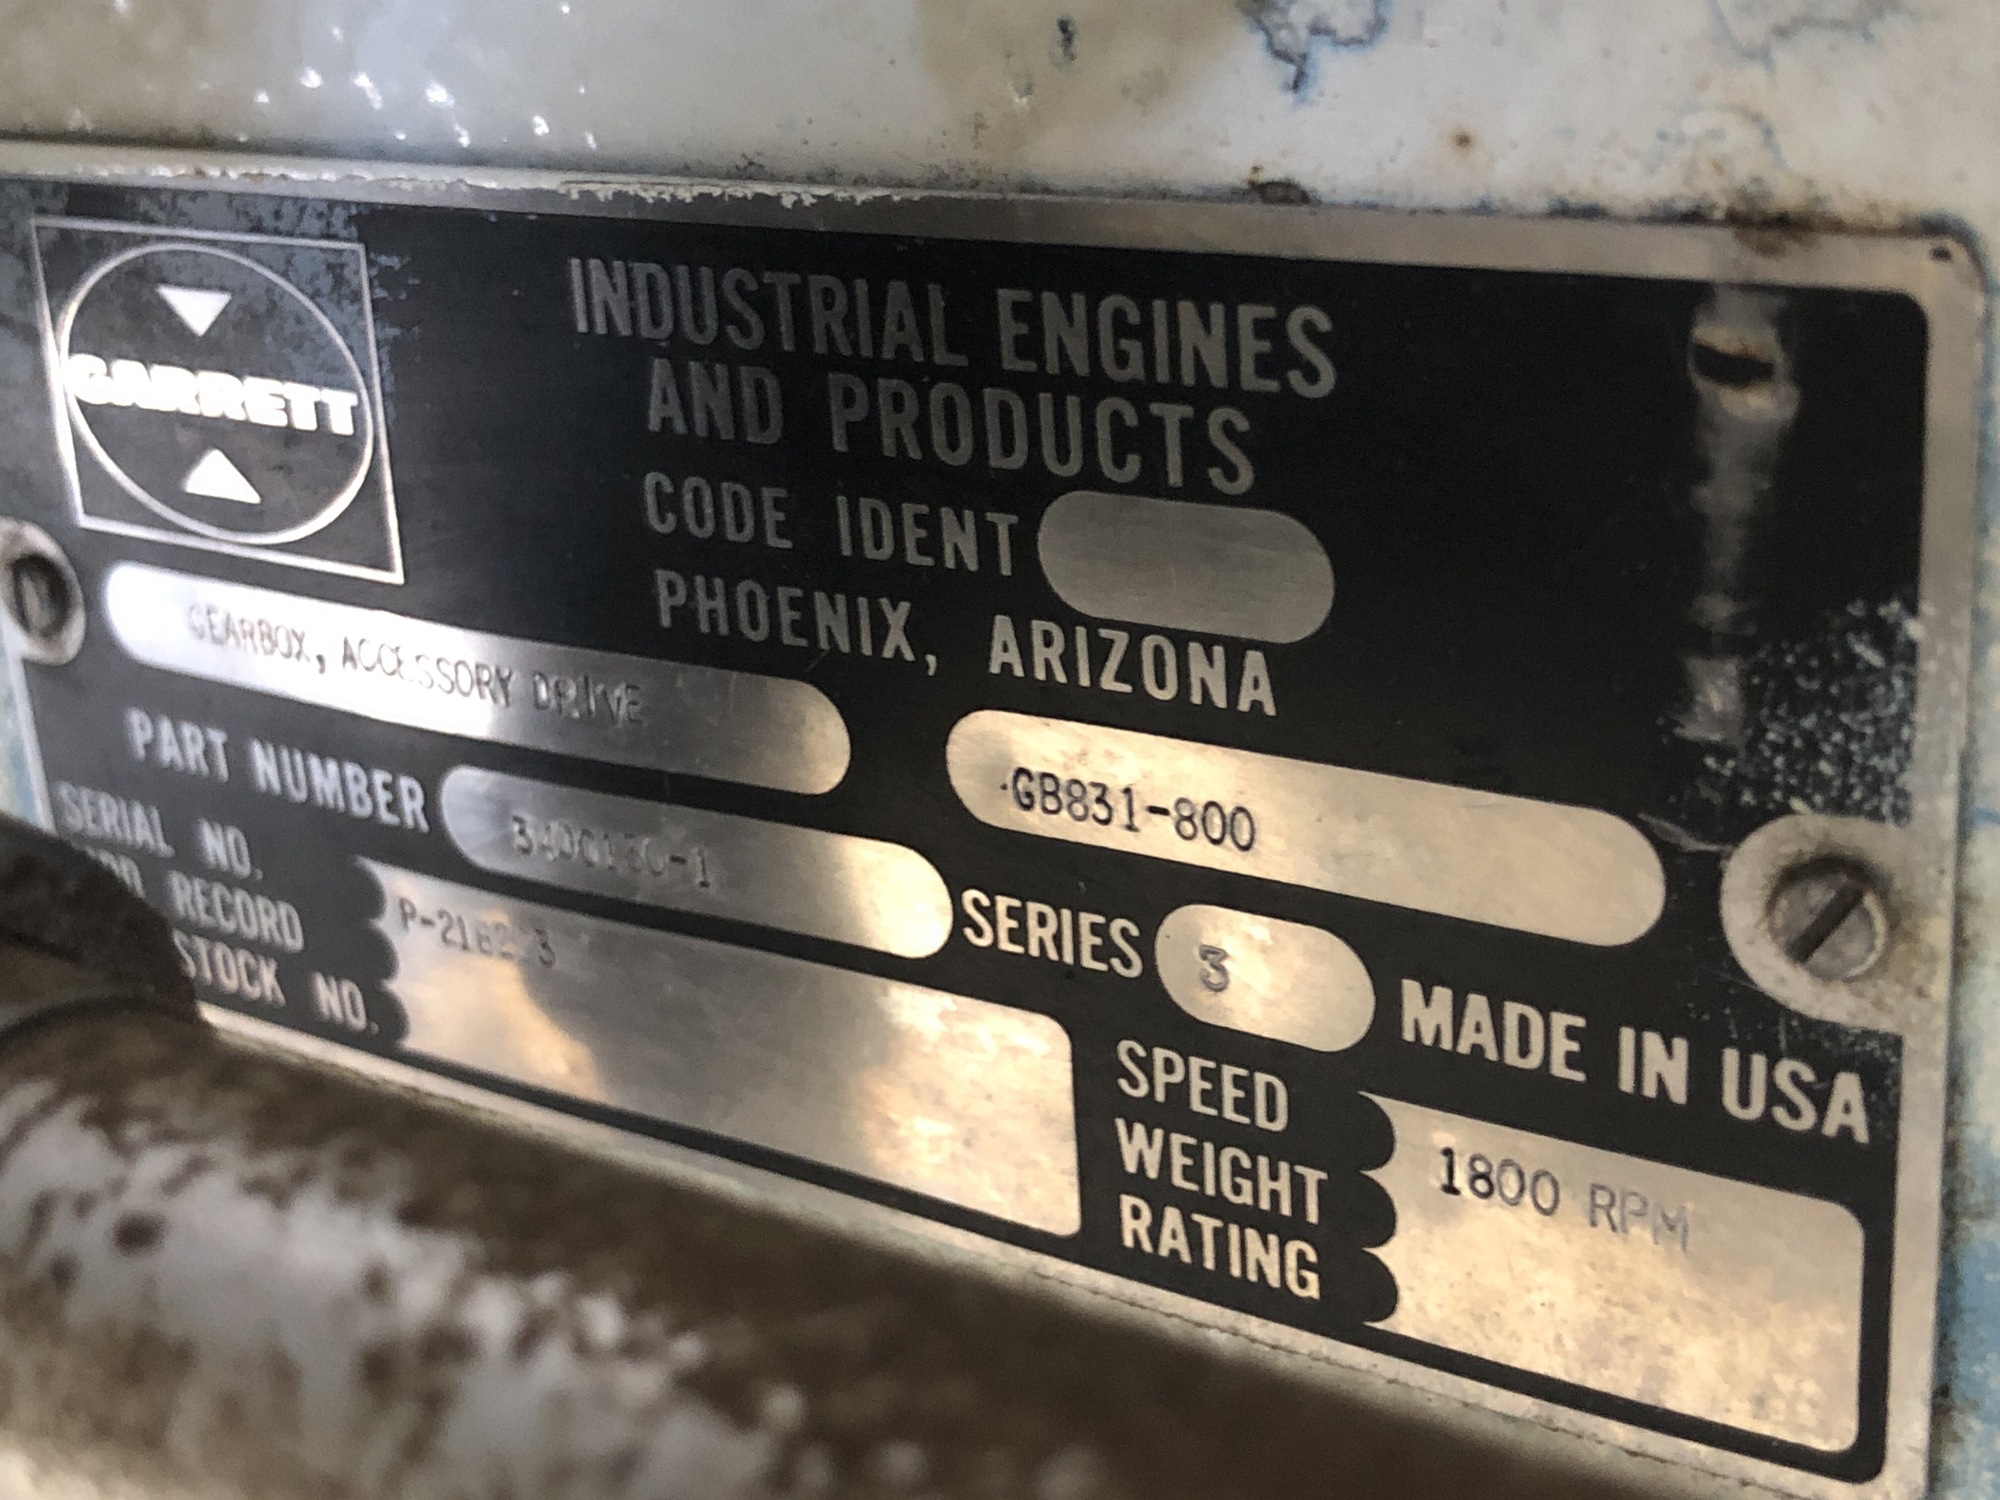 GARRETT
INDUSTRIAL ENGINES
AND PRODUCTS
CODE IDENT
PHOENIX, ARIZONA
GEARBOX, ACCESSORY DRIVE
GB831-800
PART NUMBER
SERIES 3
MADE IN USA
SERIAL NO.
RECORD
STOCK NO.
SPEED 1800 RPM
WEIGHT
RATING